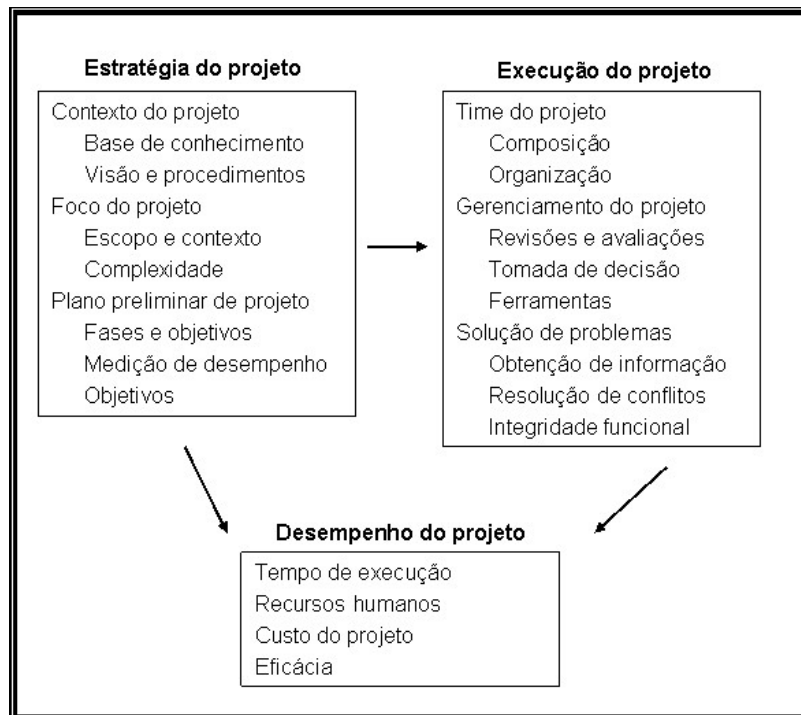 Estratégia do projeto
Contexto do projeto
Base de conhecimento
Visão e procedimentos
Foco do projeto
Escopo e contexto
Complexidade
Plano preliminar de projeto
Fases e objetivos
Medição de desempenho
Objetivos
Execução do projeto
Time do projeto
Composição
Organização
Gerenciamento do projeto
Revisões e avaliações
Tomada de decisão
Ferramentas
Solução de problemas
Obtenção de informação
Resolução de conflitos
Integridade funcional
Desempenho do projeto
Tempo de execução
Recursos humanos
Custo do projeto
Eficácia